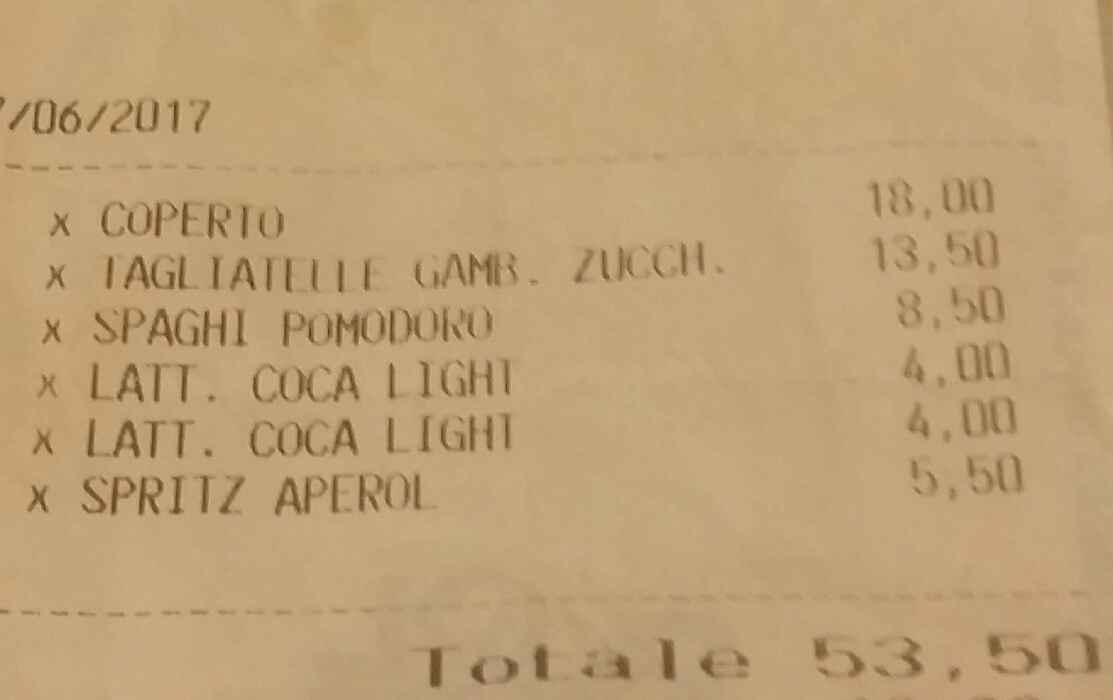 /06/2017
x COPERTO 18,00
x TAGLIATELLE GAMB. ZUCCH. 13,50
x SPAGHI POMODORO 8,50
x LATT. COCA LIGHT 4,00
x LATT. COCA LIGHT 4,00
x SPRITZ APEROL 5,50
Totale 53,50